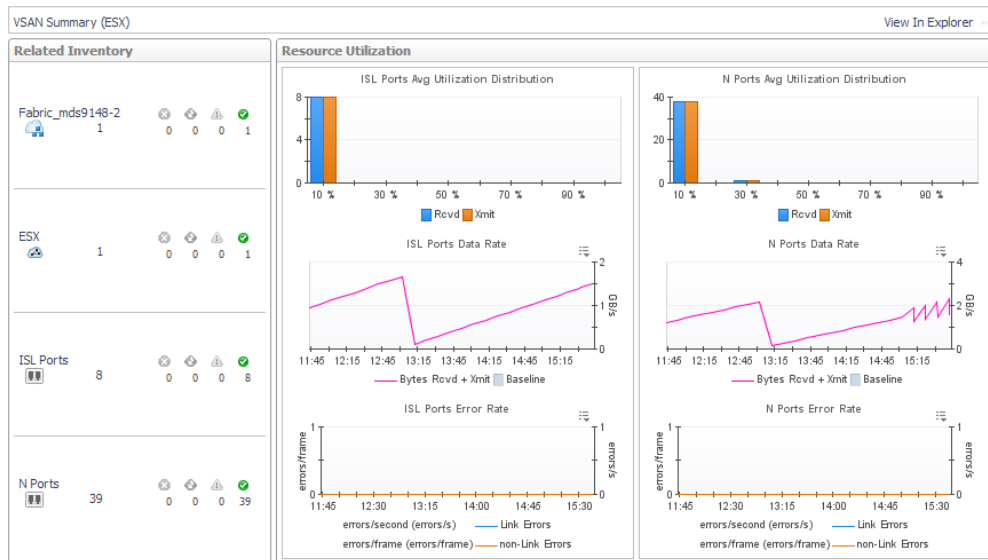 VSAN Summary (ESX)
View In Explorer
Related Inventory
Fabric_mds9148-2
1
0 0 0 1
ESX
1
0 0 0 1
ISL Ports
8
0 0 0 8
N Ports
39
0 0 0 39
Resource Utilization
ISL Ports Avg Utilization Distribution
8
4
0
10 % 30 % 50 % 70 % 90 %
Rcvd Xmit
N Ports Avg Utilization Distribution
40
20
0
10 % 30 % 50 % 70 % 90 %
Rcvd Xmit
ISL Ports Data Rate
2
1
0
GB/s
11:45 12:15 12:45 13:15 13:45 14:15 14:45 15:15
Bytes Rcvd + Xmit Baseline
N Ports Data Rate
4
2
0
GB/s
11:45 12:15 12:45 13:15 13:45 14:15 14:45 15:15
Bytes Rcvd + Xmit Baseline
ISL Ports Error Rate
1
0
errors/frame
1
0
errors/s
11:45 12:30 13:15 14:00 14:45 15:30
errors/second (errors/s) Link Errors
errors/frame (errors/frame) non-Link Errors
N Ports Error Rate
1
0
errors/frame
1
0
errors/s
11:45 12:30 13:15 14:00 14:45 15:30
errors/second (errors/s) Link Errors
errors/frame (errors/frame) non-Link Errors